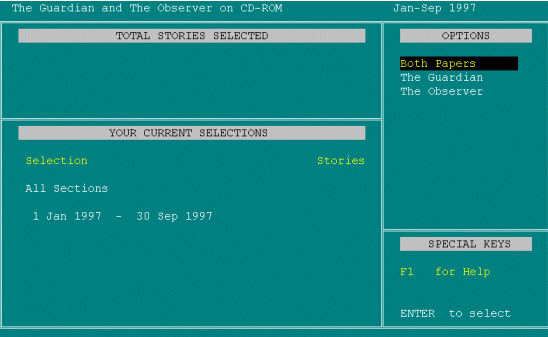 The Guardian and The Observer on CD-ROM Jan-Sep 1997
TOTAL STORIES SELECTED
YOUR CURRENT SELECTIONS
Selection Stories
All Sections
1 Jan 1997 - 30 Sep 1997
OPTIONS
Both Papers
The Guardian
The Observer
SPECIAL KEYS
F1 for Help
ENTER to select